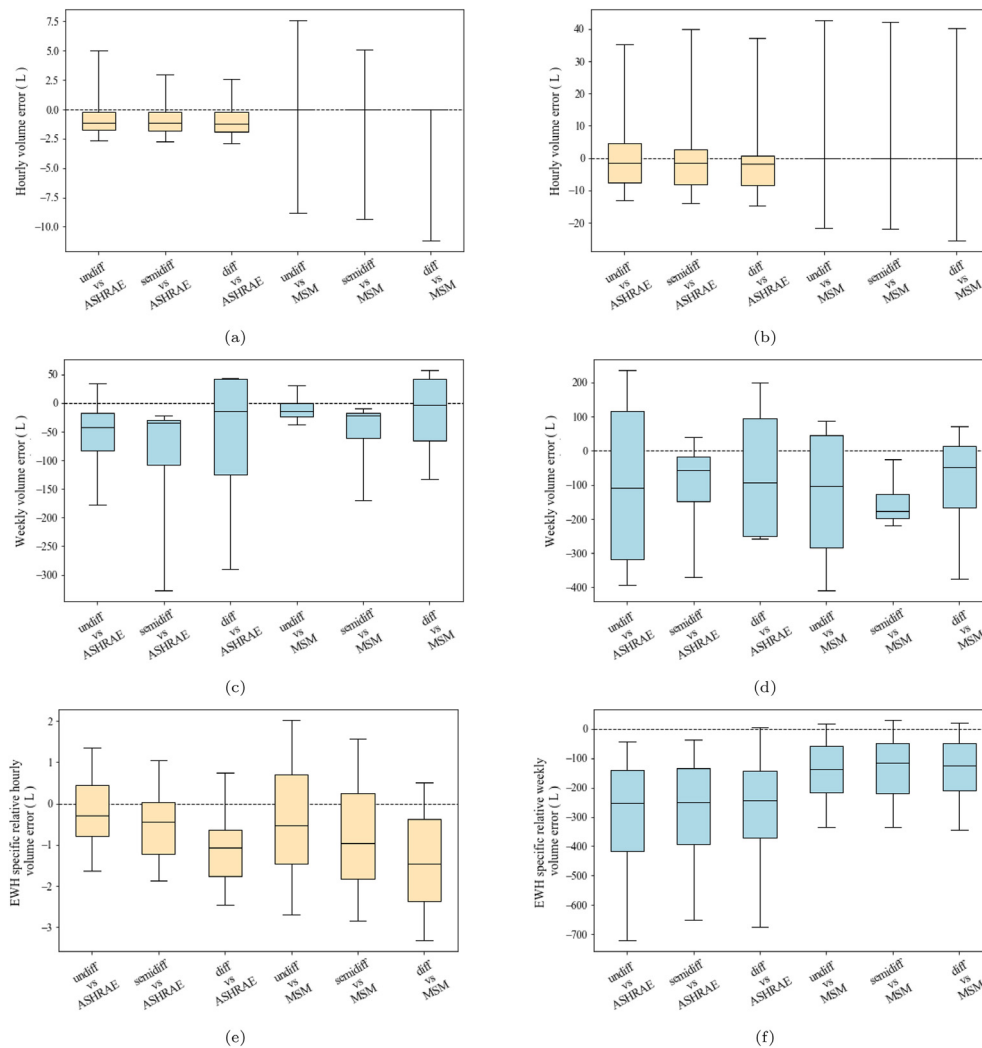 7.5
5.0
2.5
0.0
−2.5
−5.0
−7.5
−10.0
Hourly volume error ( L )
undiff vs ASHRAE
semidiff vs ASHRAE
diff vs ASHRAE
undiff vs MSM
semidiff vs MSM
diff vs MSM
(a)
40
30
20
10
0
−10
−20
Hourly volume error ( L )
undiff vs ASHRAE
semidiff vs ASHRAE
diff vs ASHRAE
undiff vs MSM
semidiff vs MSM
diff vs MSM
(b)
50
0
−50
−100
−150
−200
−250
−300
Weekly volume error ( L )
undiff vs ASHRAE
semidiff vs ASHRAE
diff vs ASHRAE
undiff vs MSM
semidiff vs MSM
diff vs MSM
(c)
200
100
0
−100
−200
−300
−400
Weekly volume error ( L )
undiff vs ASHRAE
semidiff vs ASHRAE
diff vs ASHRAE
undiff vs MSM
semidiff vs MSM
diff vs MSM
(d)
2
1
0
−1
−2
−3
EWH specific relative hourly
volume error ( L )
undiff vs ASHRAE
semidiff vs ASHRAE
diff vs ASHRAE
undiff vs MSM
semidiff vs MSM
diff vs MSM
(e)
0
−100
−200
−300
−400
−500
−600
−700
EWH specific relative weekly
volume error ( L )
undiff vs ASHRAE
semidiff vs ASHRAE
diff vs ASHRAE
undiff vs MSM
semidiff vs MSM
diff vs MSM
(f)